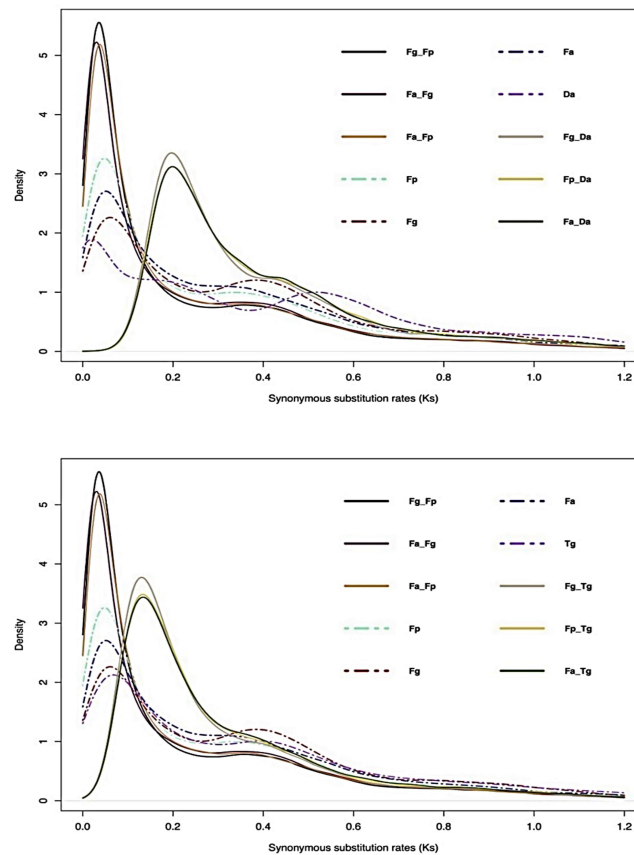 5
4
3
2
1
0
Density
Fg_Fp
Fa_Fg
Fa_Fp
Fp
Fg
Fa
Da
Fg_Da
Fp_Da
Fa_Da
0.0 0.2 0.4 0.6 0.8 1.0 1.2
Synonymous substitution rates (Ks)
5
4
3
2
1
0
Density
Fg_Fp
Fa_Fg
Fa_Fp
Fp
Fg
Fa
Tg
Fg_Tg
Fp_Tg
Fa_Tg
0.0 0.2 0.4 0.6 0.8 1.0 1.2
Synonymous substitution rates (Ks)